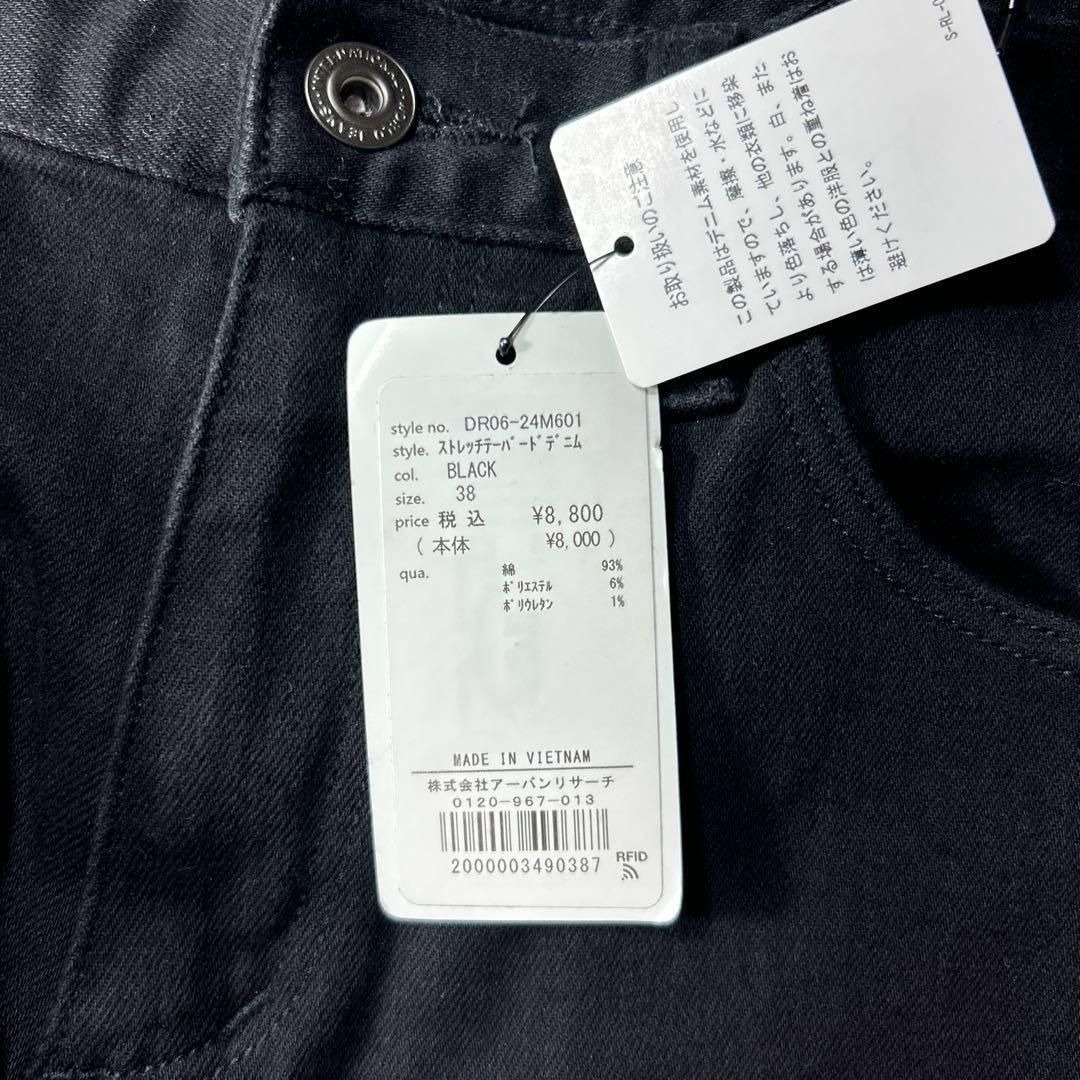 S-RL-
お取り扱いのご注意
この製品はデニム素材を使用し
ていますので、摩擦・水などに
より色落ちし、他の衣類に移染
する場合があります。白、また
は薄い色の洋服との重ね着はお
避けください。
style no. DR06-24M601
style. ｽﾄﾚｯﾁﾃｰﾊﾟｰﾄﾞﾃﾞﾆﾑ
col. BLACK
size. 38
price 税込 ¥8,800
( 本体 ¥8,000 )
qua. 綿 93%
ﾎﾟﾘｴｽﾃﾙ 6%
ﾎﾟﾘｳﾚﾀﾝ 1%
MADE IN VIETNAM
株式会社アーバンリサーチ
0120-967-013
2000003490387
RFID